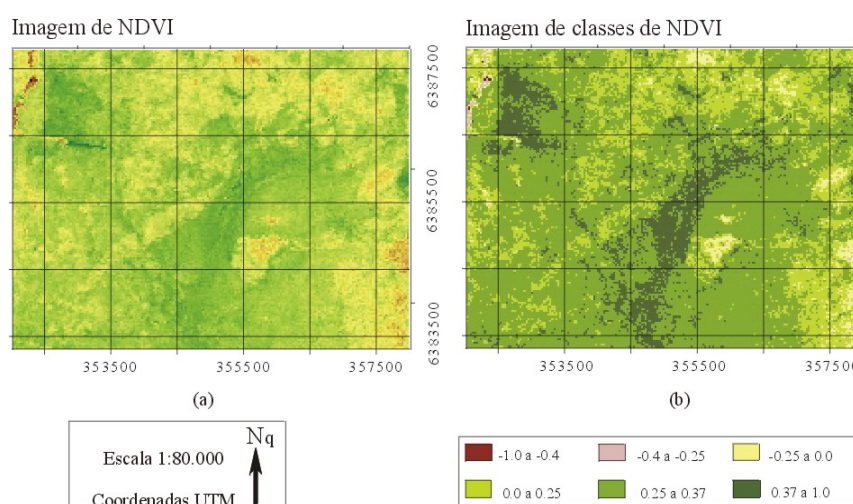 Imagem de NDVI
Imagem de classes de NDVI
6387500
6385500
6383500
353500 355500 357500
(a)
353500 355500 35750
(b)
Nq
Escala 1:80.000
Coordenadas UTM
-1.0 a -0.4
-0.4 a -0.25
-0.25 a 0.0
0.0 a 0.25
0.25 a 0.37
0.37 a 1.0